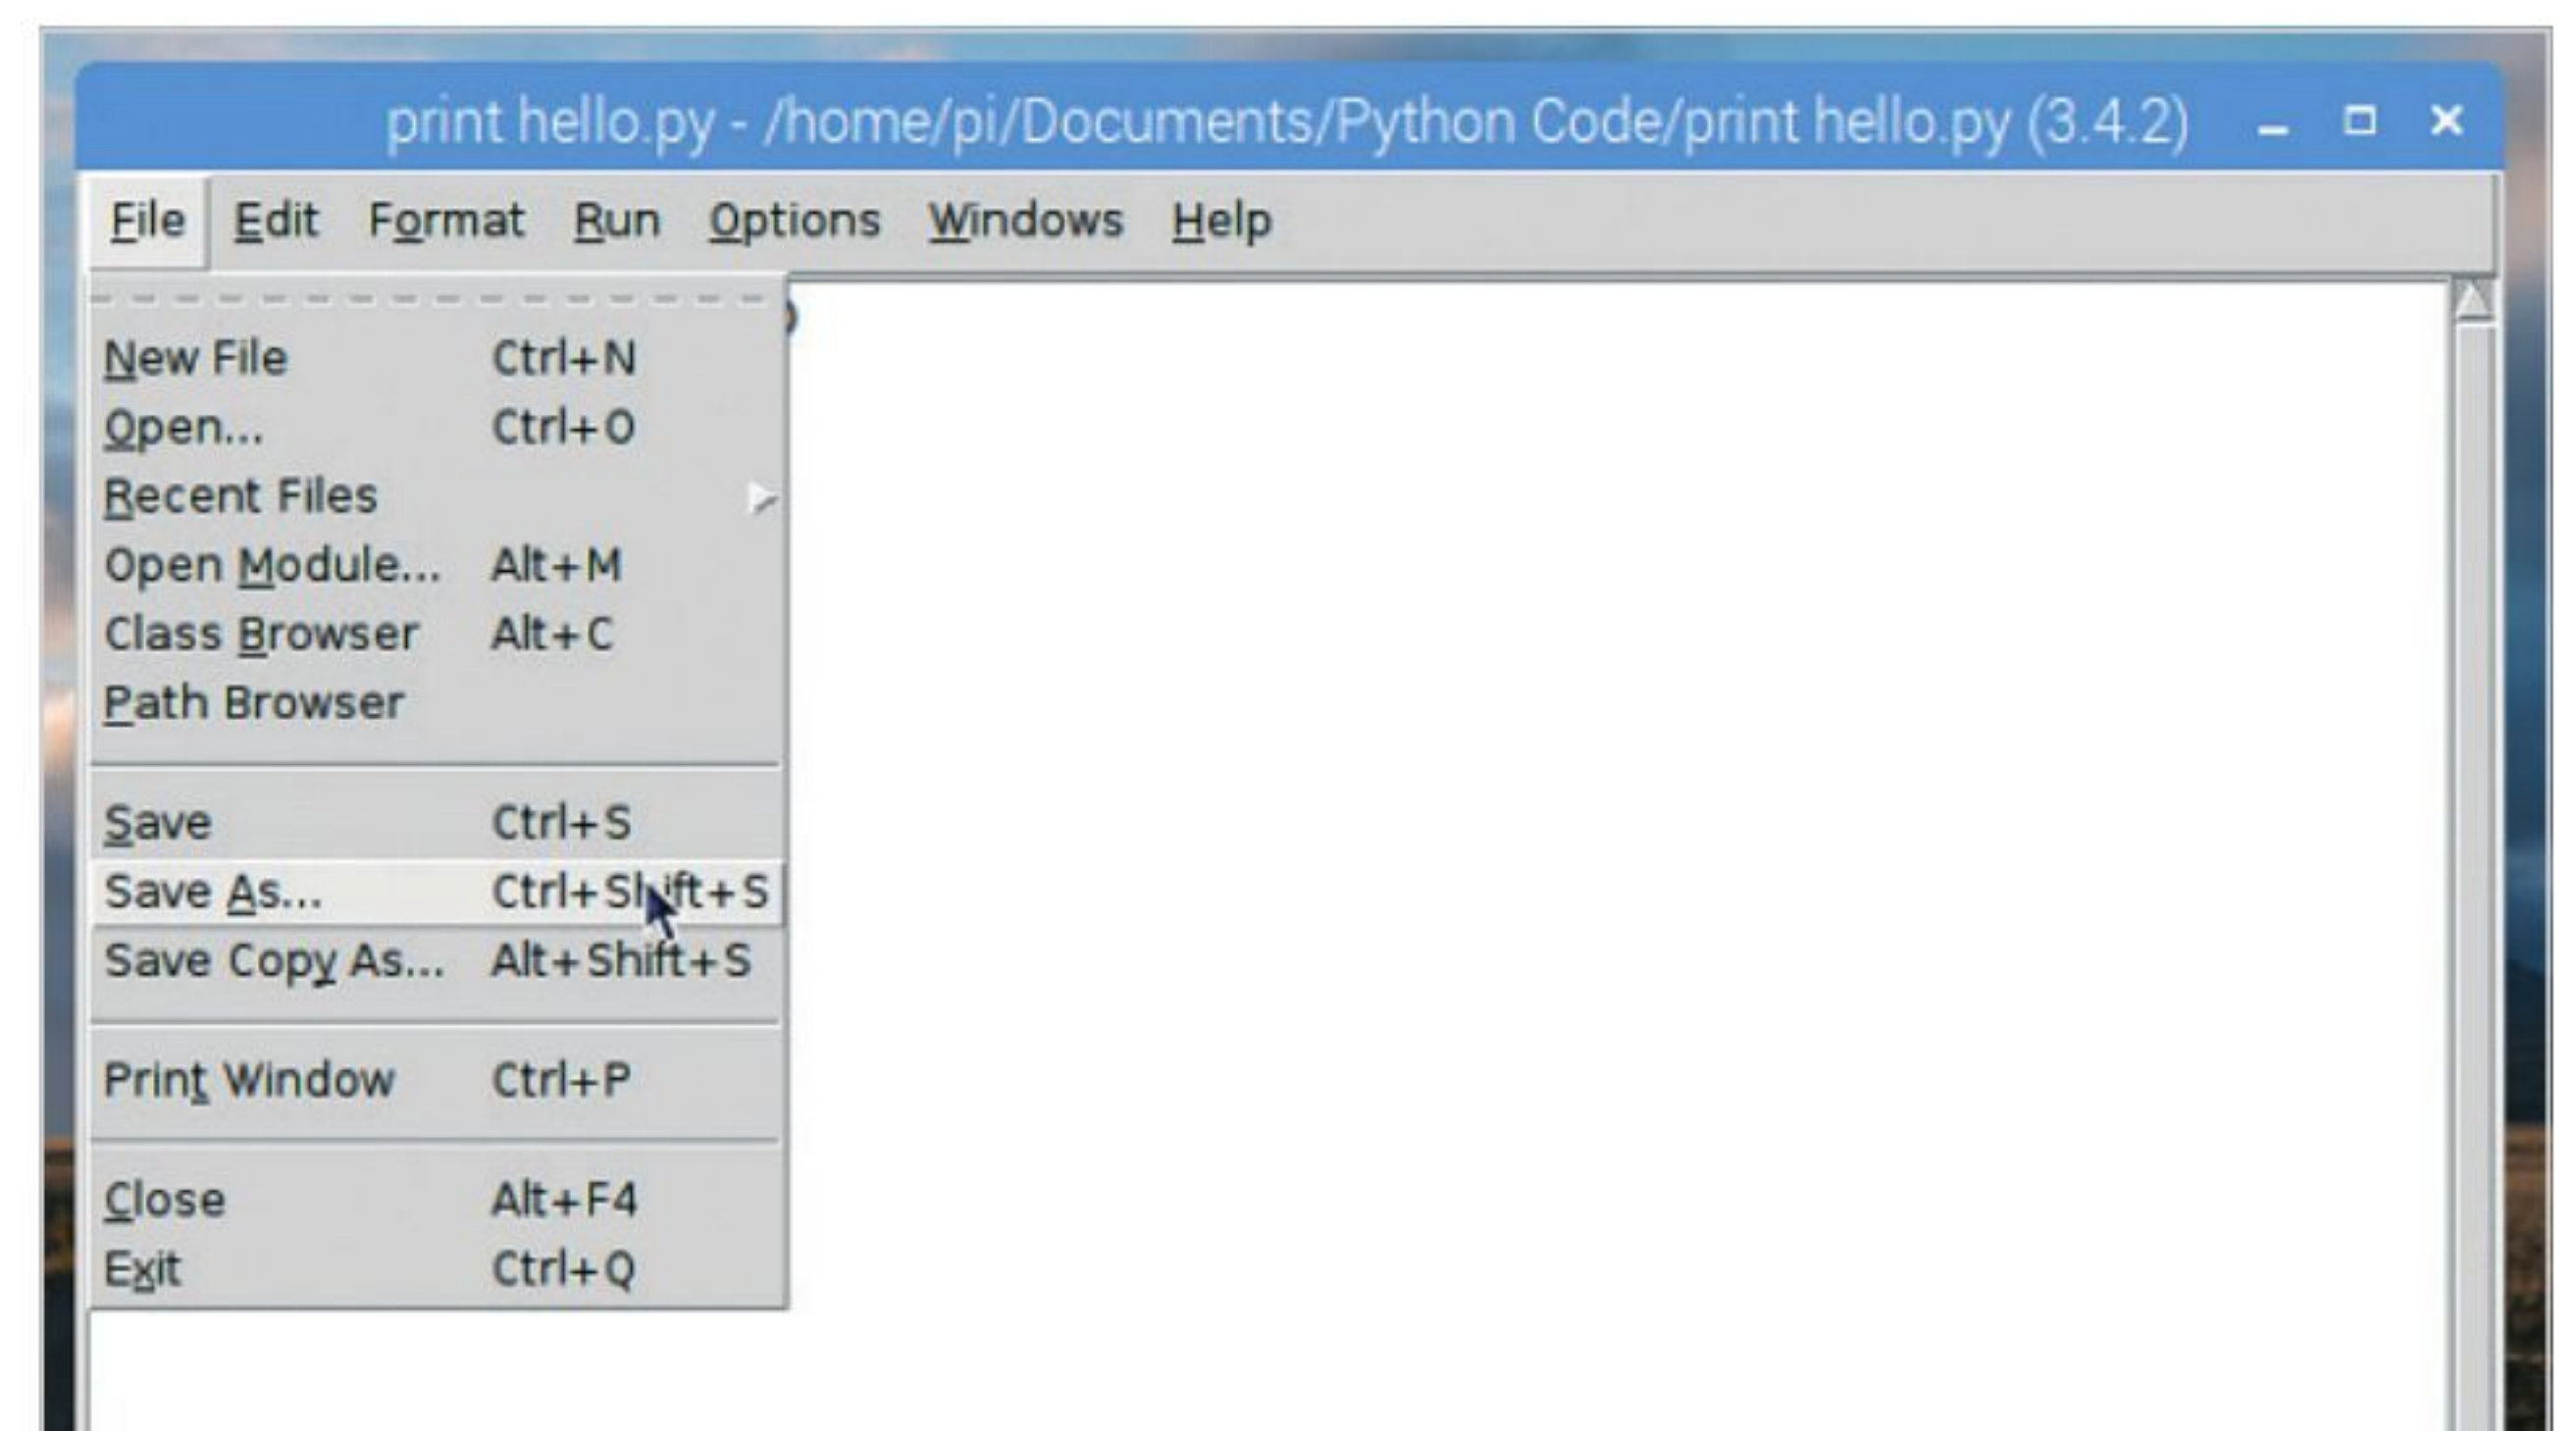 print hello.py - /home/pi/Documents/Python Code/print hello.py (3.4.2)
File Edit Format Run Options Windows Help
)
New File Ctrl+N
Open... Ctrl+O
Recent Files
Open Module... Alt+M
Class Browser Alt+C
Path Browser
Save Ctrl+S
Save As... Ctrl+Shift+S
Save Copy As... Alt+Shift+S
Print Window Ctrl+P
Close Alt+F4
Exit Ctrl+Q